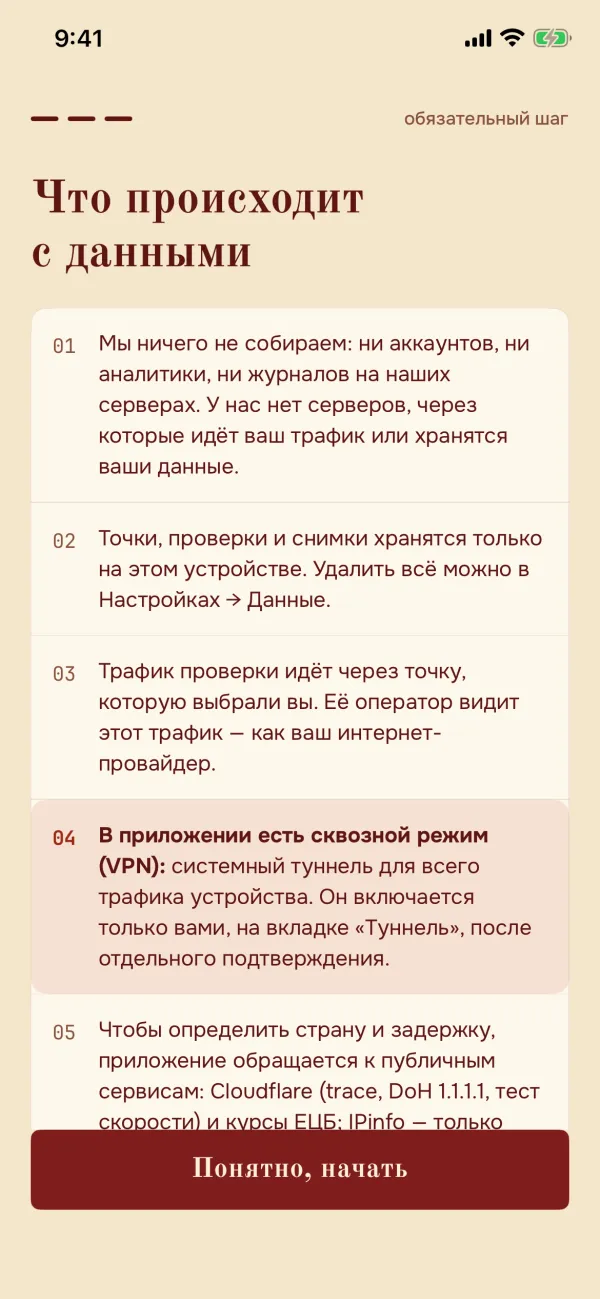 9:41
обязательный шаг
Что происходит
с данными
01 Мы ничего не собираем: ни аккаунтов, ни
аналитики, ни журналов на наших
серверах. У нас нет серверов, через
которые идёт ваш трафик или хранятся
ваши данные.
02 Точки, проверки и снимки хранятся только
на этом устройстве. Удалить всё можно в
Настройках → Данные.
03 Трафик проверки идёт через точку,
которую выбрали вы. Её оператор видит
этот трафик — как ваш интернет-
провайдер.
04 В приложении есть сквозной режим
(VPN): системный туннель для всего
трафика устройства. Он включается
только вами, на вкладке «Туннель», после
отдельного подтверждения.
05 Чтобы определить страну и задержку,
приложение обращается к публичным
сервисам: Cloudflare (trace, DoH 1.1.1.1, тест
скорости) и курсы ЕЦБ; IPinfo — только
Понятно, начать